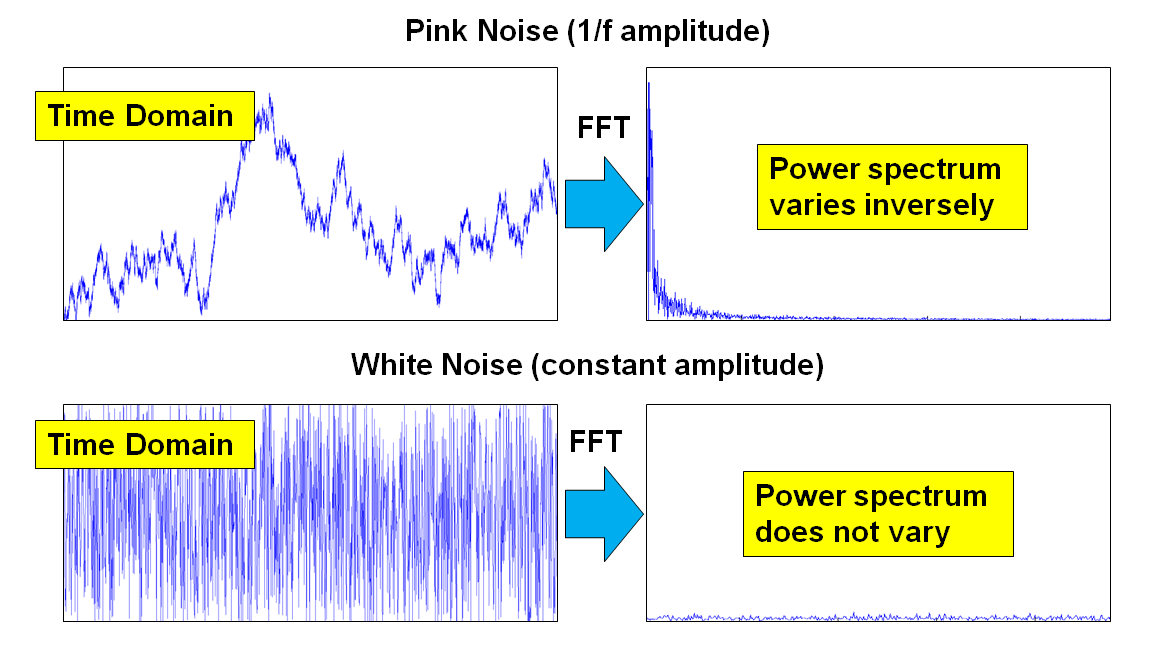 Pink Noise (1/f amplitude)
Time Domain
FFT
Power spectrum
varies inversely
White Noise (constant amplitude)
Time Domain
FFT
Power spectrum
does not vary